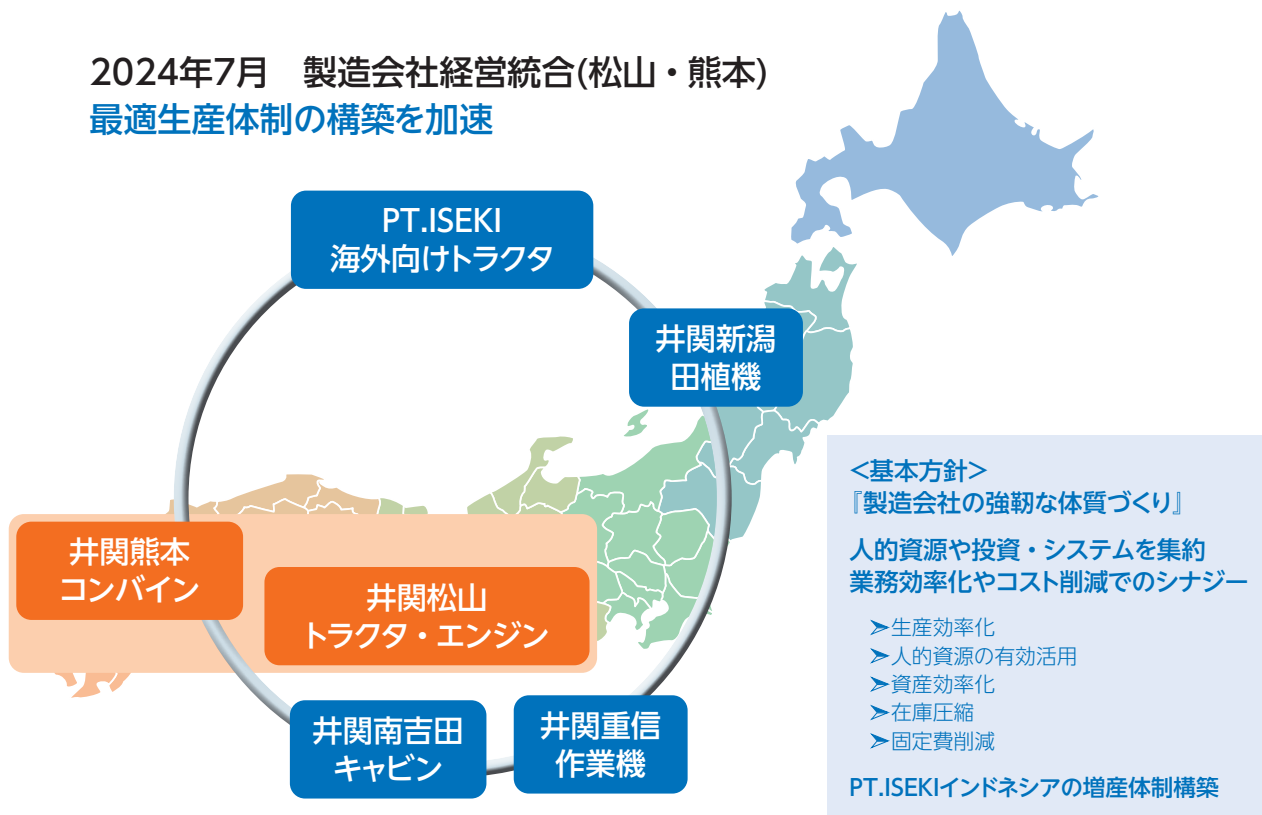 2024年7月　製造会社経営統合(松山・熊本)
最適生産体制の構築を加速
PT.ISEKI
海外向けトラクタ
井関新潟
田植機
井関熊本
コンバイン
井関松山
トラクタ・エンジン
井関南吉田
キャビン
井関重信
作業機
<基本方針>
『製造会社の強靭な体質づくり』
人的資源や投資・システムを集約
業務効率化やコスト削減でのシナジー
➤生産効率化
➤人的資源の有効活用
➤資産効率化
➤在庫圧縮
➤固定費削減
PT.ISEKIインドネシアの増産体制構築